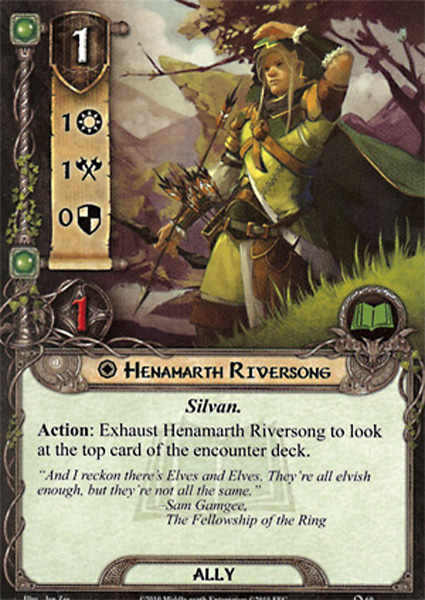 1
1
1
0
1
Henamarth Riversong
Silvan.
Action: Exhaust Henamarth Riversong to look
at the top card of the encounter deck.
“And I reckon there’s Elves and Elves. They’re all elvish
enough, but they’re not all the same.”
–Sam Gamgee,
The Fellowship of the Ring
ALLY